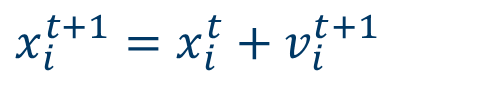 $x_i^{t+1} = x_i^t + v_i^{t+1}$